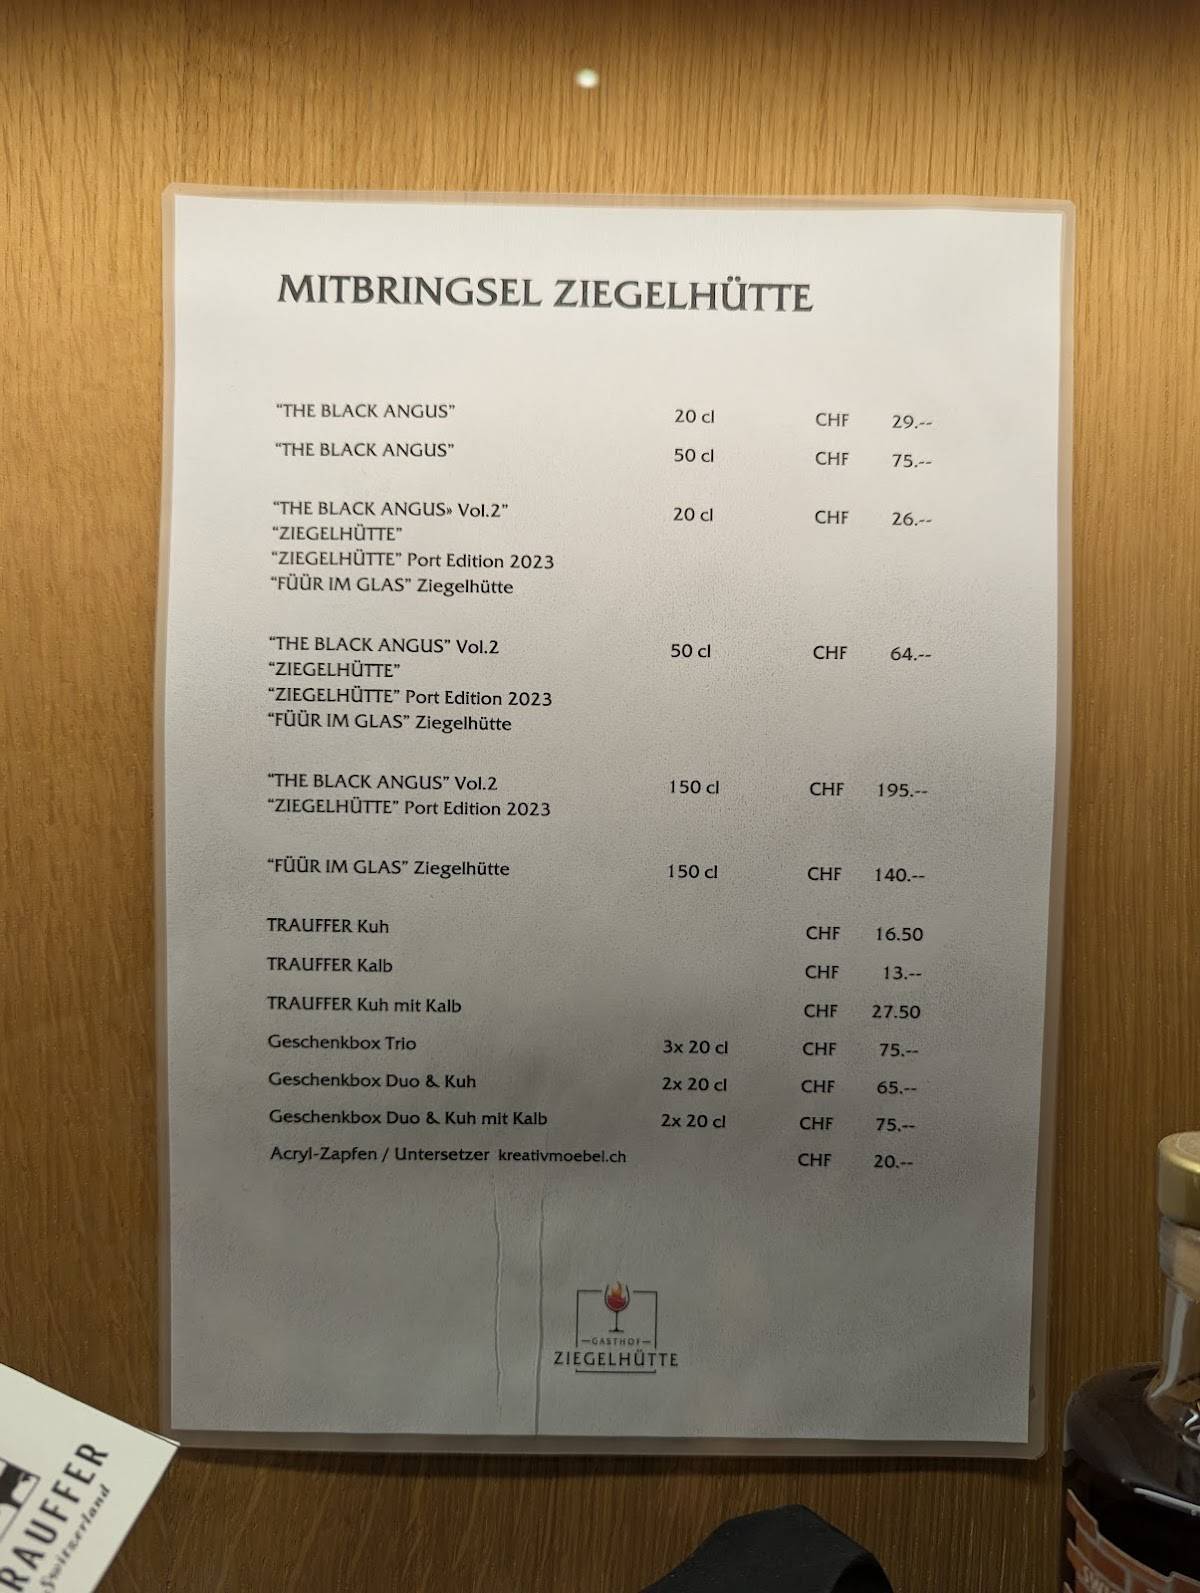 MITBRINGSEL ZIEGELHÜTTE
“THE BLACK ANGUS” 20 cl CHF 29.--
“THE BLACK ANGUS” 50 cl CHF 75.--
“THE BLACK ANGUS» Vol.2” 20 cl CHF 26.--
“ZIEGELHÜTTE”
“ZIEGELHÜTTE” Port Edition 2023
“FÜÜR IM GLAS” Ziegelhütte
“THE BLACK ANGUS” Vol.2 50 cl CHF 64.--
“ZIEGELHÜTTE”
“ZIEGELHÜTTE” Port Edition 2023
“FÜÜR IM GLAS” Ziegelhütte
“THE BLACK ANGUS” Vol.2 150 cl CHF 195.--
“ZIEGELHÜTTE” Port Edition 2023
“FÜÜR IM GLAS” Ziegelhütte 150 cl CHF 140.--
TRAUFFER Kuh CHF 16.50
TRAUFFER Kalb CHF 13.--
TRAUFFER Kuh mit Kalb CHF 27.50
Geschenkbox Trio 3x 20 cl CHF 75.--
Geschenkbox Duo & Kuh 2x 20 cl CHF 65.--
Geschenkbox Duo & Kuh mit Kalb 2x 20 cl CHF 75.--
Acryl-Zapfen / Untersetzer kreativmoebel.ch CHF 20.--
GASTHOF
ZIEGELHÜTTE
RAUFFER
Switzerland